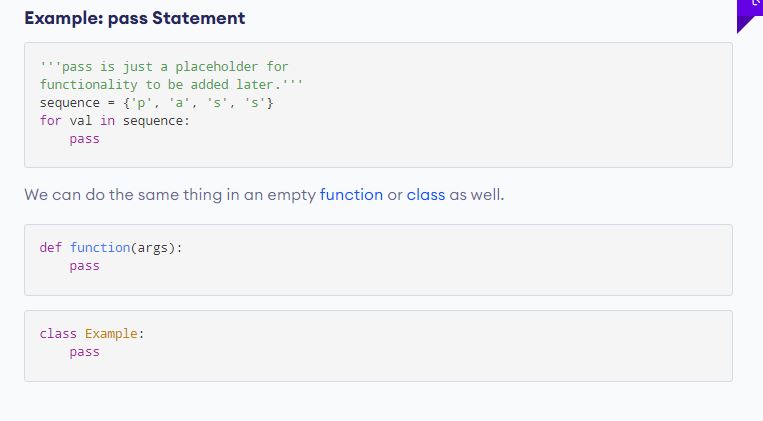 Example: pass Statement
'''pass is just a placeholder for
functionality to be added later.'''
sequence = {'p', 'a', 's', 's'}
for val in sequence:
    pass
We can do the same thing in an empty function or class as well.
def function(args):
    pass
class Example:
    pass